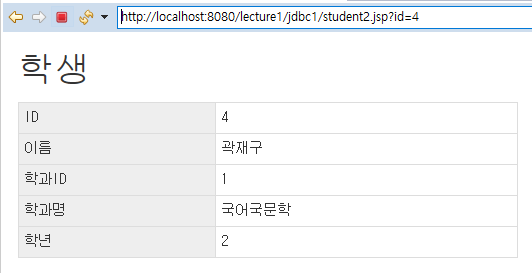 http://localhost:8080/lecture1/jdbc1/student2.jsp?id=4
학생
ID 4
이름 곽재구
학과ID 1
학과명 국어국문학
학년 2